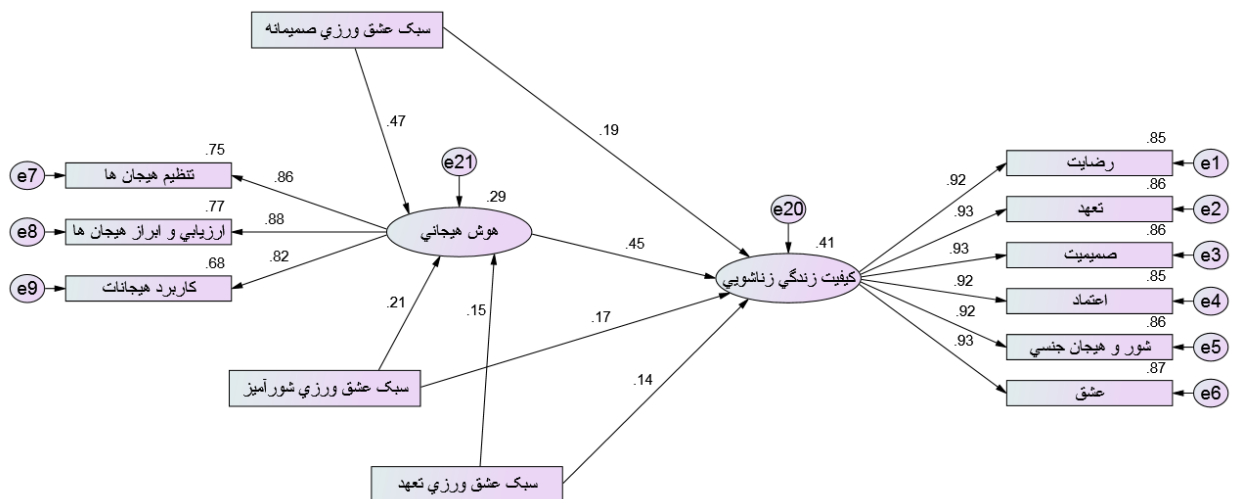 سبک عشق ورزي صميمانه
.47
.19
.75
e7
تنظيم هيجان ها
.86
e21
.29
هوش هيجاني
.77
e8
ارزيابي و ابراز هيجان ها
.88
.68
e9
کاربرد هيجانات
.82
.45
e20
.41
کيفيت زندگي زناشويي
.85
رضايت
e1
.92
.86
تعهد
e2
.93
.86
صميميت
e3
.93
.85
اعتماد
e4
.92
.86
شور و هيجان جنسي
e5
.92
.87
عشق
e6
.93
.21
.15
.17
سبک عشق ورزي شورآميز
.14
سبک عشق ورزي تعهد